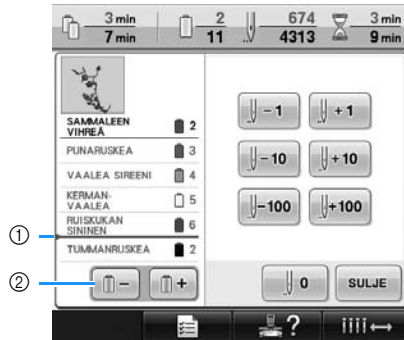 3 min 2 674 3 min
7 min 11 4313 9 min
SAMMALEEN
VIHREÄ 2
PUNARUSKEA 3
VAALEA SIREENI 4
KERMAN-
VAALEA 5
RUISKUKAN
SININEN 6
TUMMANRUSKEA 2
-1 +1
-10 +10
-100 +100
- + 0 SULJE
?
①
②